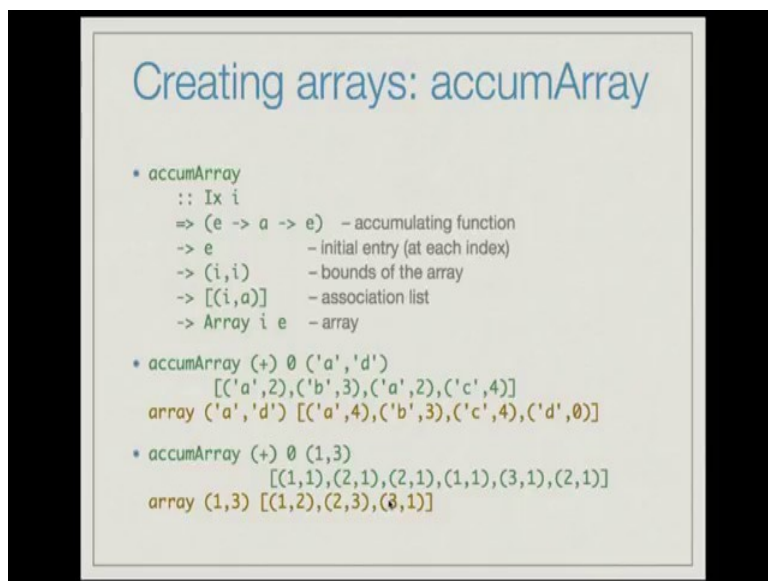 Creating arrays: accumArray
• accumArray
:: Ix i
=> (e -> a -> e) – accumulating function
-> e – initial entry (at each index)
-> (i,i) – bounds of the array
-> [(i,a)] – association list
-> Array i e – array
• accumArray (+) 0 ('a','d')
[('a',2),('b',3),('a',2),('c',4)]
array ('a','d') [('a',4),('b',3),('c',4),('d',0)]
• accumArray (+) 0 (1,3)
[(1,1),(2,1),(2,1),(1,1),(3,1),(2,1)]
array (1,3) [(1,2),(2,3),(3,1)]